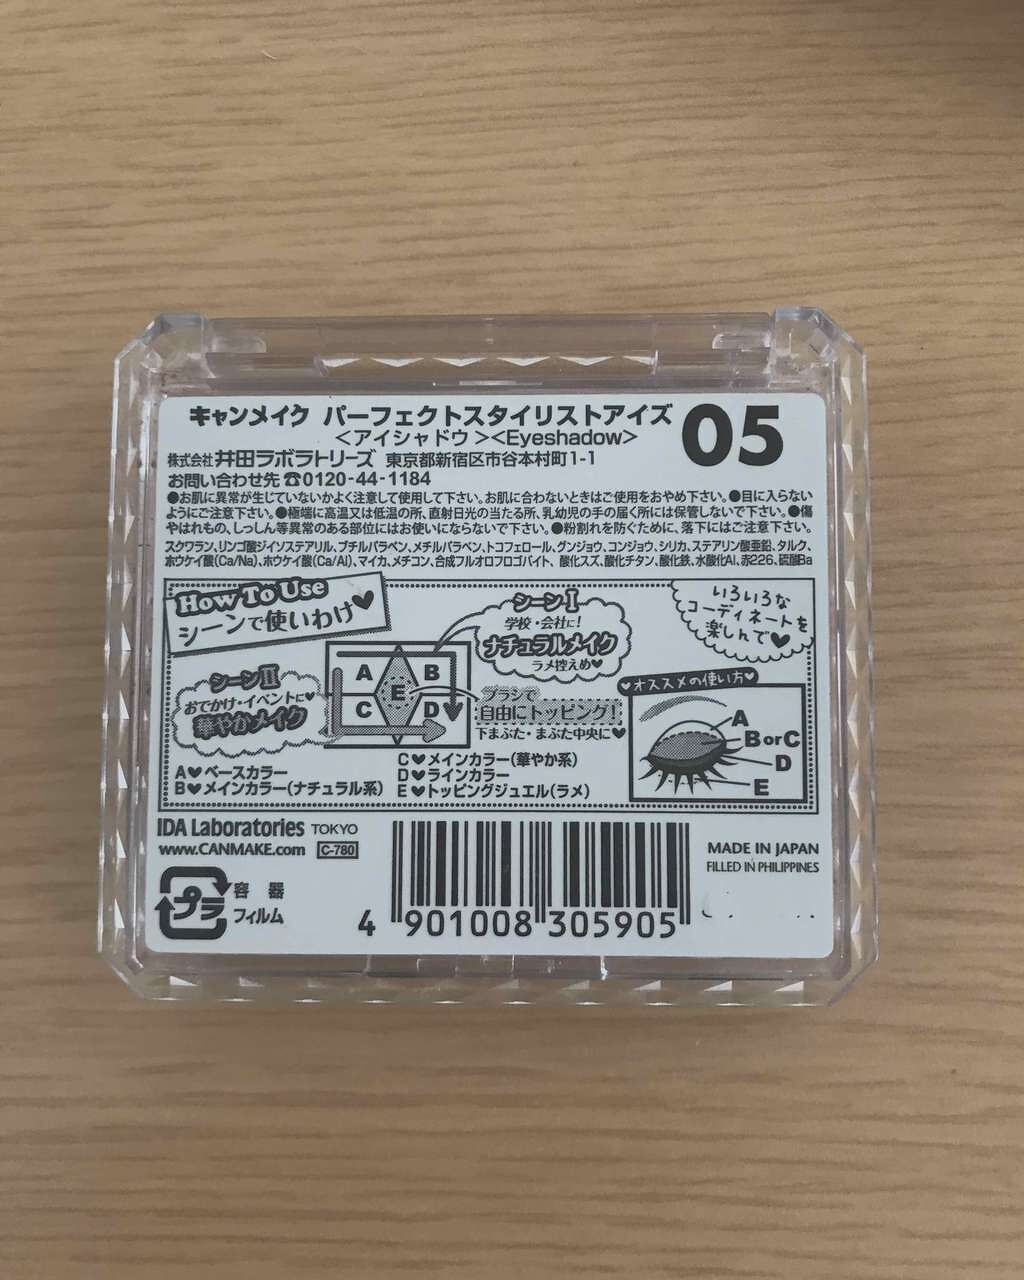 キャンメイク パーフェクトスタイリストアイズ 05
<アイシャドウ><Eyeshadow>
株式会社 井田ラボラトリーズ 東京都新宿区市谷本村町1-1
お問い合わせ先 ☎0120-44-1184
●お肌に異常が生じていないかよく注意して使用して下さい。お肌に合わないときはご使用をおやめ下さい。●目に入らない
ようにご注意下さい。●極端に高温又は低温の所、直射日光の当たる所、乳幼児の手の届く所には保管しないで下さい。●傷
やはれもの、しっしん等異常のある部位にはお使いにならないで下さい。●粉割れを防ぐために、落下にはご注意下さい。
スクワラン、リンゴ酸ジイソステアリル、ブチルパラベン、メチルパラベン、トコフェロール、グンジョウ、コンジョウ、シリカ、ステアリン酸亜鉛、タルク、
ホウケイ酸(Ca/Na)、ホウケイ酸(Ca/Al)、マイカ、メチコン、合成フルオロフロゴパイト、酸化スズ、酸化チタン、酸化鉄、水酸化Al、赤226、硫酸Ba
How To Use
シーンで使いわけ♥
シーンI
学校・会社に!
ナチュラルメイク
ラメ控えめ♥
いろいろな
コーディネートを
楽しんで♥
シーンII
おでかけ・イベントに♥
華やかメイク
A B
E
C D
ブラシで
自由にトッピング!
下まぶた・まぶた中央に♥
♥オススメの使い方♥
A
B or C
D
E
A♥ベースカラー
B♥メインカラー(ナチュラル系)
C♥メインカラー(華やか系)
D♥ラインカラー
E♥トッピングジュエル(ラメ)
IDA Laboratories TOKYO
www.CANMAKE.com C-780
プラ
容器
フィルム
4 901008 305905
MADE IN JAPAN
FILLED IN PHILIPPINES